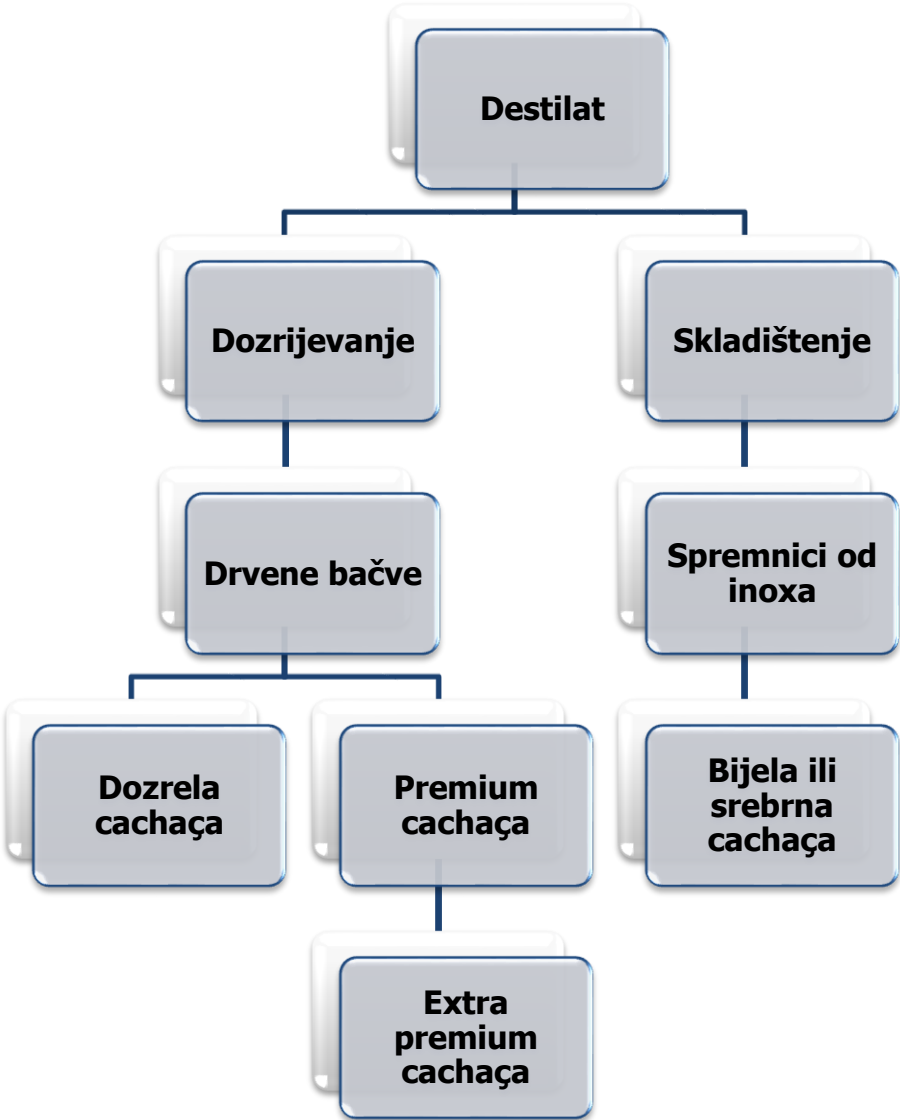 Destilat
Dozrijevanje
Skladištenje
Drvene bačve
Spremnici od
inoxa
Dozrela
cachaça
Premium
cachaça
Bijela ili
srebrna
cachaça
Extra
premium
cachaça